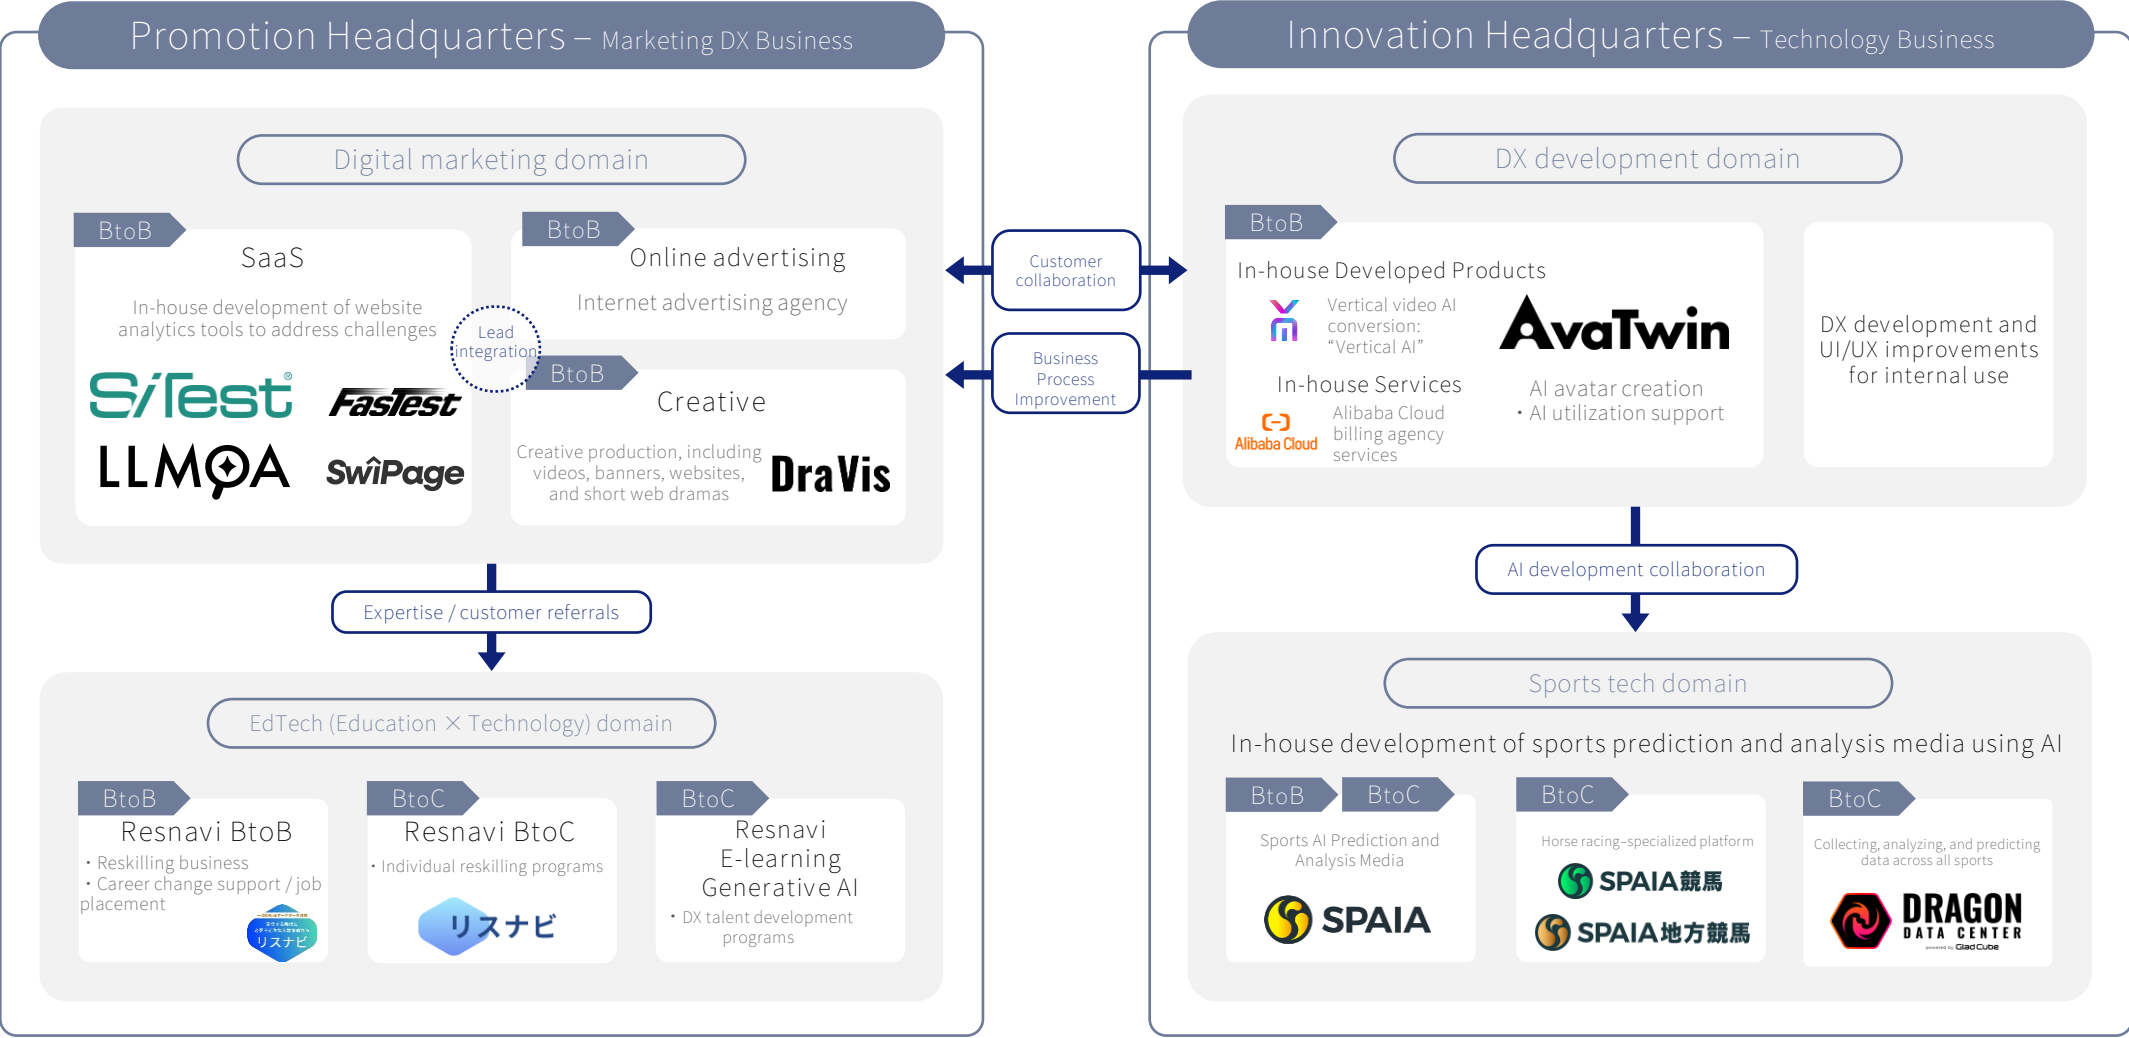 Promotion Headquarters – Marketing DX Business
Digital marketing domain
BtoB
SaaS
In-house development of website
analytics tools to address challenges
SiTest®
FasTest
LLMOA
SwiPage
Lead
integration
BtoB
Online advertising
Internet advertising agency
BtoB
Creative
Creative production, including
videos, banners, websites,
and short web dramas
DraVis
Expertise / customer referrals
EdTech (Education × Technology) domain
BtoB
Resnavi BtoB
・Reskilling business
・Career change support / job
placement
リスナビ
BtoC
Resnavi BtoC
・Individual reskilling programs
リスナビ
BtoC
Resnavi
E-learning
Generative AI
・DX talent development
programs
Customer
collaboration
Business
Process
Improvement
Innovation Headquarters – Technology Business
DX development domain
BtoB
In-house Developed Products
Vertical video AI
conversion:
“Vertical AI”
In-house Services
Alibaba Cloud
Alibaba Cloud
billing agency
services
AvaTwin
AI avatar creation
・AI utilization support
DX development and
UI/UX improvements
for internal use
AI development collaboration
Sports tech domain
In-house development of sports prediction and analysis media using AI
BtoB
BtoC
Sports AI Prediction and
Analysis Media
SPAIA
BtoC
Horse racing–specialized platform
SPAIA競馬
SPAIA地方競馬
BtoC
Collecting, analyzing, and predicting
data across all sports
DRAGON
DATA CENTER
powered by GladCube